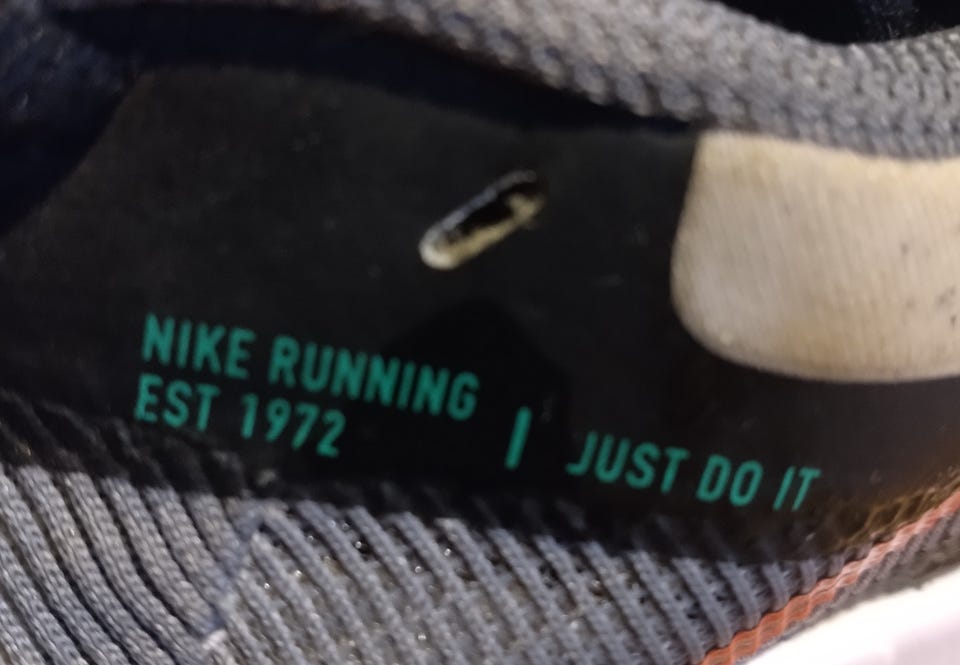 NIKE RUNNING
EST 1972 | JUST DO IT